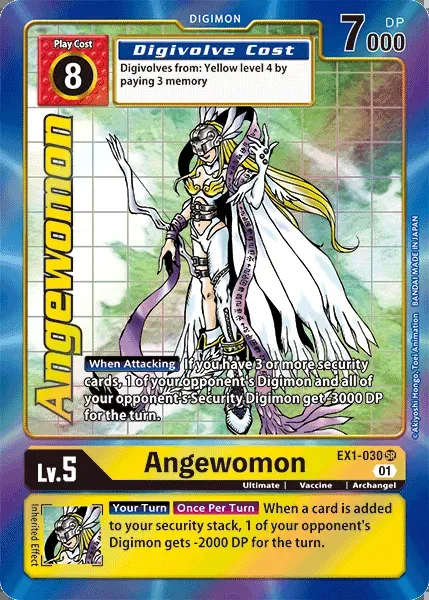 DIGIMON
Play Cost
8
Digivolve Cost
Digivolves from: Yellow level 4 by
paying 3 memory
7000
DP
Angewomon
When Attacking If you have 3 or more security
cards, 1 of your opponent's Digimon and all of
your opponent's Security Digimon get -3000 DP
for the turn.
© Akiyoshi Hongo, Toei Animation BANDAI MADE IN JAPAN
Lv.5
Angewomon
EX1-030 SR
01
Ultimate | Vaccine | Archangel
Inherited Effect
Your Turn Once Per Turn When a card is added
to your security stack, 1 of your opponent's
Digimon gets -2000 DP for the turn.